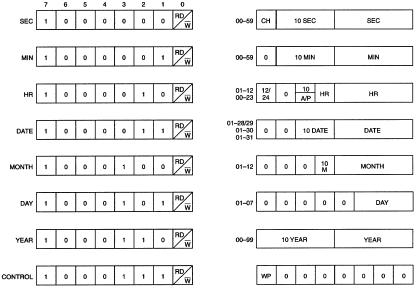 7 6 5 4 3 2 1 0
SEC 1 0 0 0 0 0 0 RD/W̅ 00–59 CH 10 SEC SEC
MIN 1 0 0 0 0 0 1 RD/W̅ 00–59 0 10 MIN MIN
HR 1 0 0 0 0 1 0 RD/W̅ 01–12 00–23 12/24 0 10 A/P HR HR
DATE 1 0 0 0 0 1 1 RD/W̅ 01–28/29 01–30 01–31 0 0 10 DATE DATE
MONTH 1 0 0 0 1 0 0 RD/W̅ 01–12 0 0 0 10 M MONTH
DAY 1 0 0 0 1 0 1 RD/W̅ 01–07 0 0 0 0 0 DAY
YEAR 1 0 0 0 1 1 0 RD/W̅ 00–99 10 YEAR YEAR
CONTROL 1 0 0 0 1 1 1 RD/W̅ WP 0 0 0 0 0 0 0